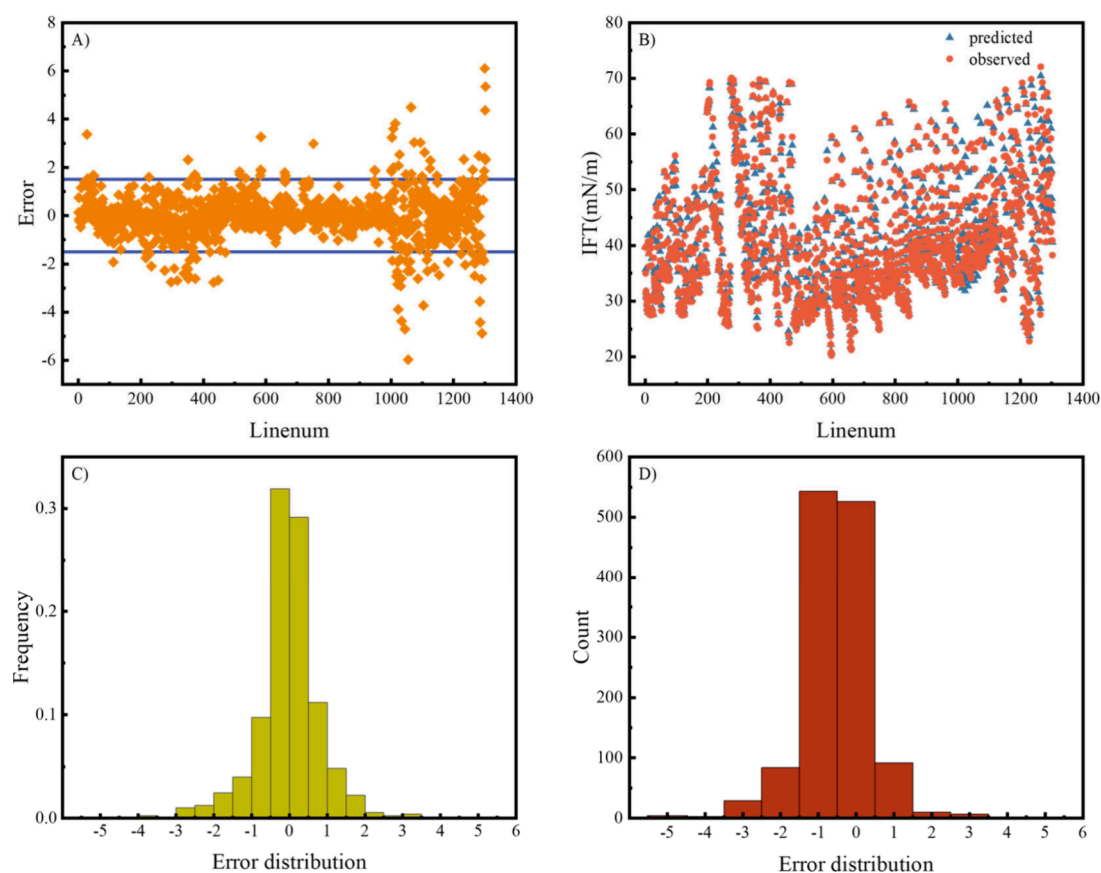 A)
8
6
4
2
0
-2
-4
-6
Error
0 200 400 600 800 1000 1200 1400
Linenum
B)
predicted
observed
80
70
60
50
40
30
20
IFT(mN/m)
0 200 400 600 800 1000 1200 1400
Linenum
C)
0.3
0.2
0.1
0.0
Frequency
-5 -4 -3 -2 -1 0 1 2 3 4 5 6
Error distribution
D)
600
500
400
300
200
100
0
Count
-5 -4 -3 -2 -1 0 1 2 3 4 5 6
Error distribution